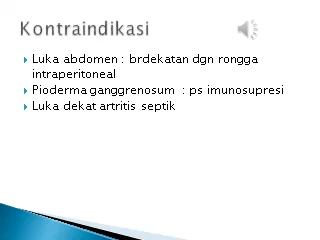 Kontraindikasi
Luka abdomen : brdekatan dgn rongga
intraperitoneal
Pioderma ganggrenosum : ps imunosupresi
Luka dekat artritis septik